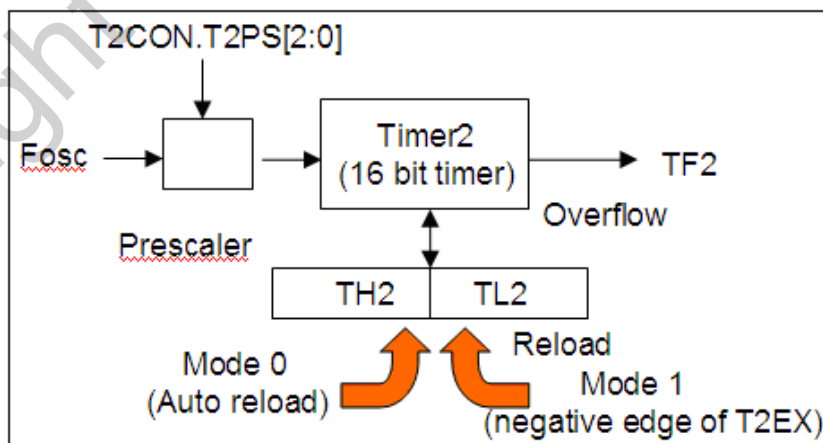 T2CON.T2PS[2:0]
Fosc
Prescaler
Timer2
(16 bit timer)
TF2
Overflow
TH2
TL2
Reload
Mode 0
(Auto reload)
Mode 1
(negative edge of T2EX)